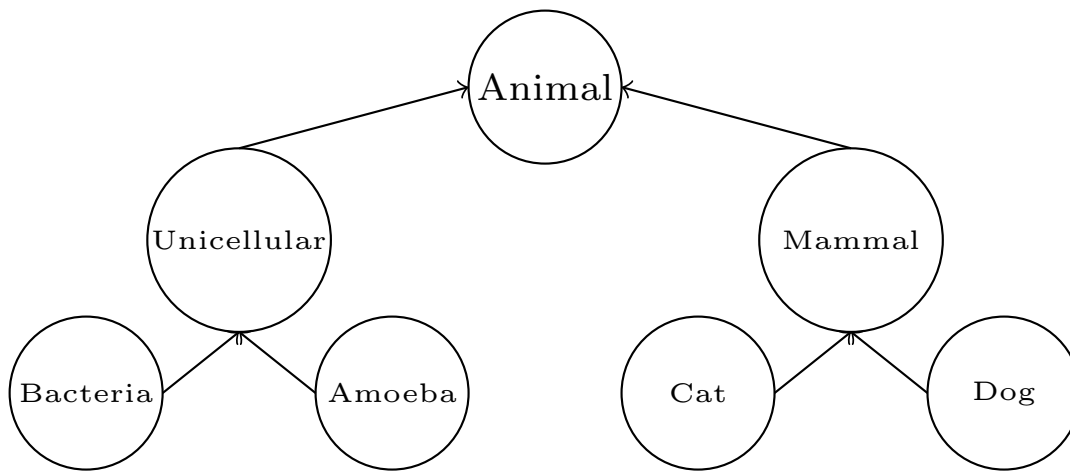 Animal
Unicellular
Mammal
Bacteria
Amoeba
Cat
Dog